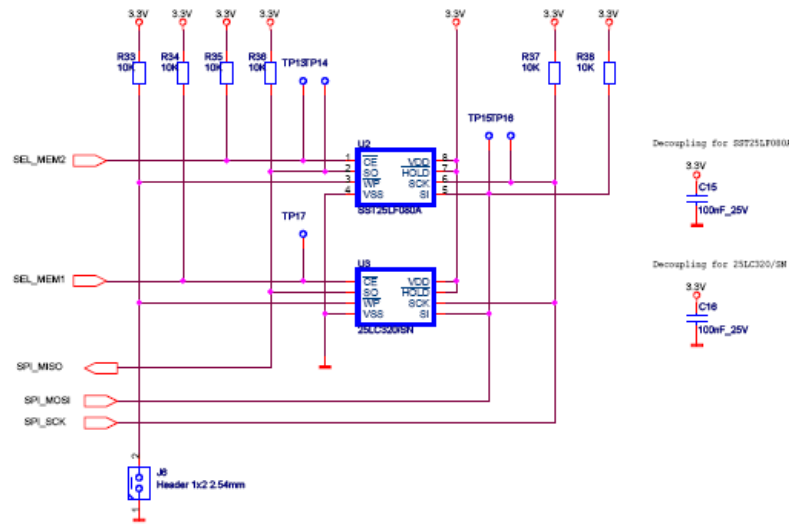 3.3V 3.3V 3.3V 3.3V 3.3V 3.3V 3.3V
R33 R34 R35 R36 R37 R38
10K 10K 10K 10K 10K 10K
TP13 TP14
TP15 TP16
U2
SEL_MEM2
1 CE VDD 8
2 SO HOLD 7
3 WP SCK 6
4 VSS SI 5
SST25LF080A
Decoupling for SST25LF080A
3.3V
C15
100nF_25V
TP17
U3
SEL_MEM1
CE VDD
SO HOLD
WP SCK
VSS SI
25LC320/SN
Decoupling for 25LC320/SN
3.3V
C16
100nF_25V
SPI_MISO
SPI_MOSI
SPI_SCK
2
J6
Header 1x2 2.54mm
1